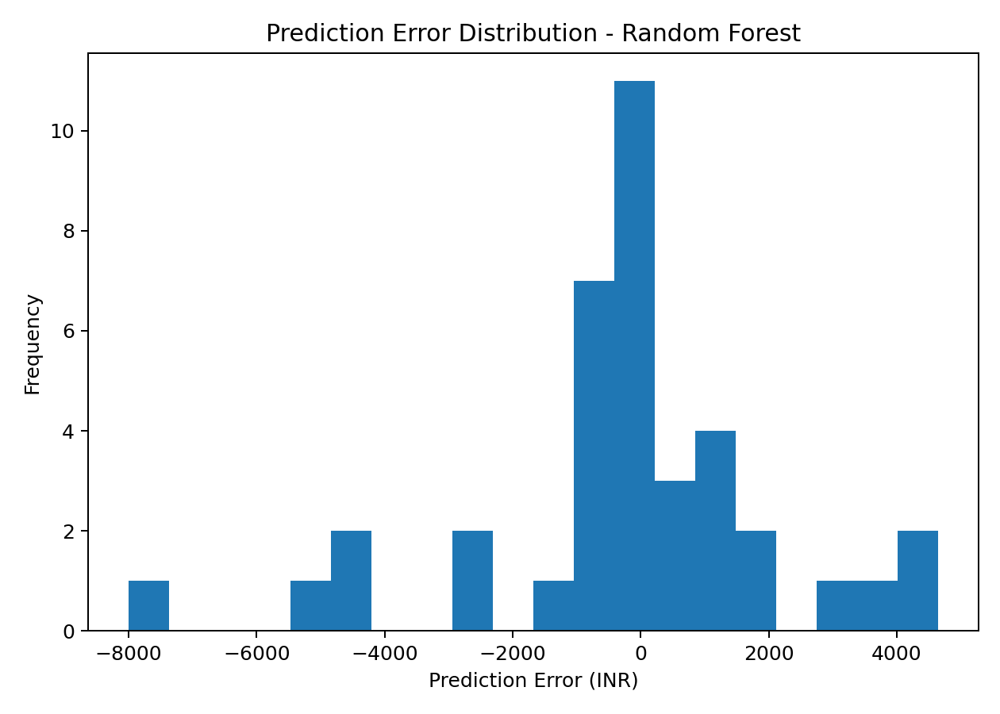 Prediction Error Distribution - Random Forest
10
8
6
4
2
0
Frequency
−8000 −6000 −4000 −2000 0 2000 4000
Prediction Error (INR)